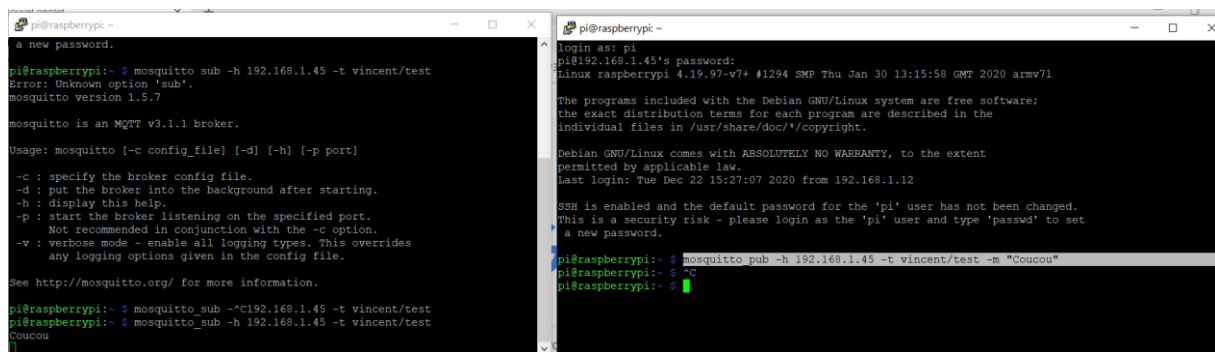 pi@raspberrypi: ~
a new password.
pi@raspberrypi:~ $ mosquitto sub -h 192.168.1.45 -t vincent/test
Error: Unknown option 'sub'.
mosquitto version 1.5.7
mosquitto is an MQTT v3.1.1 broker.
Usage: mosquitto [-c config_file] [-d] [-h] [-p port]
-c : specify the broker config file.
-d : put the broker into the background after starting.
-h : display this help.
-p : start the broker listening on the specified port.
Not recommended in conjunction with the -c option.
-v : verbose mode - enable all logging types. This overrides
any logging options given in the config file.
See http://mosquitto.org/ for more information.
pi@raspberrypi:~ $ mosquitto_sub -^C192.168.1.45 -t vincent/test
pi@raspberrypi:~ $ mosquitto_sub -h 192.168.1.45 -t vincent/test
Coucou
pi@raspberrypi: ~
login as: pi
pi@192.168.1.45's password:
Linux raspberrypi 4.19.97-v7+ #1294 SMP Thu Jan 30 13:15:58 GMT 2020 armv7l
The programs included with the Debian GNU/Linux system are free software;
the exact distribution terms for each program are described in the
individual files in /usr/share/doc/*/copyright.
Debian GNU/Linux comes with ABSOLUTELY NO WARRANTY, to the extent
permitted by applicable law.
Last login: Tue Dec 22 15:27:07 2020 from 192.168.1.12
SSH is enabled and the default password for the 'pi' user has not been changed.
This is a security risk - please login as the 'pi' user and type 'passwd' to set
a new password.
pi@raspberrypi:~ $ mosquitto_pub -h 192.168.1.45 -t vincent/test -m "Coucou"
pi@raspberrypi:~ $ ^C
pi@raspberrypi:~ $